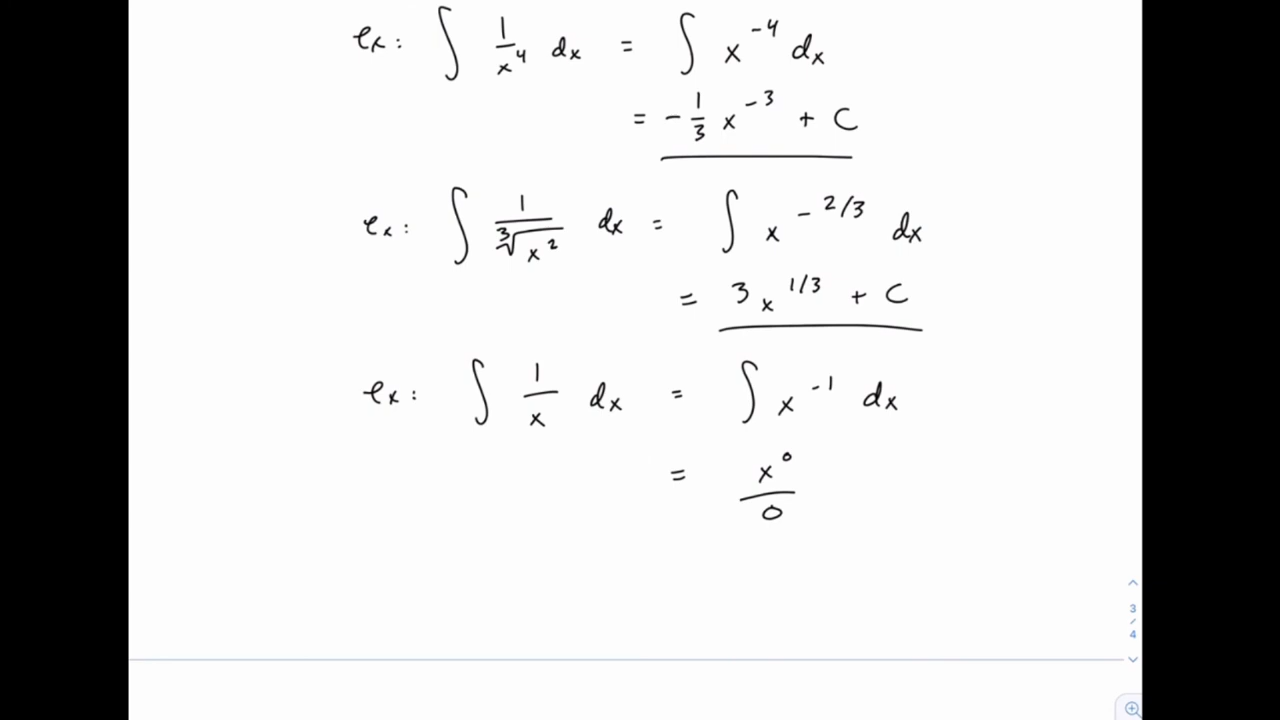 ex: ∫ 1/x⁴ dx = ∫ x⁻⁴ dx
= -1/3 x⁻³ + C
ex: ∫ 1/∛x² dx = ∫ x^(-2/3) dx
= 3x^(1/3) + C
ex: ∫ 1/x dx = ∫ x⁻¹ dx
= x⁰/0
3
/
4